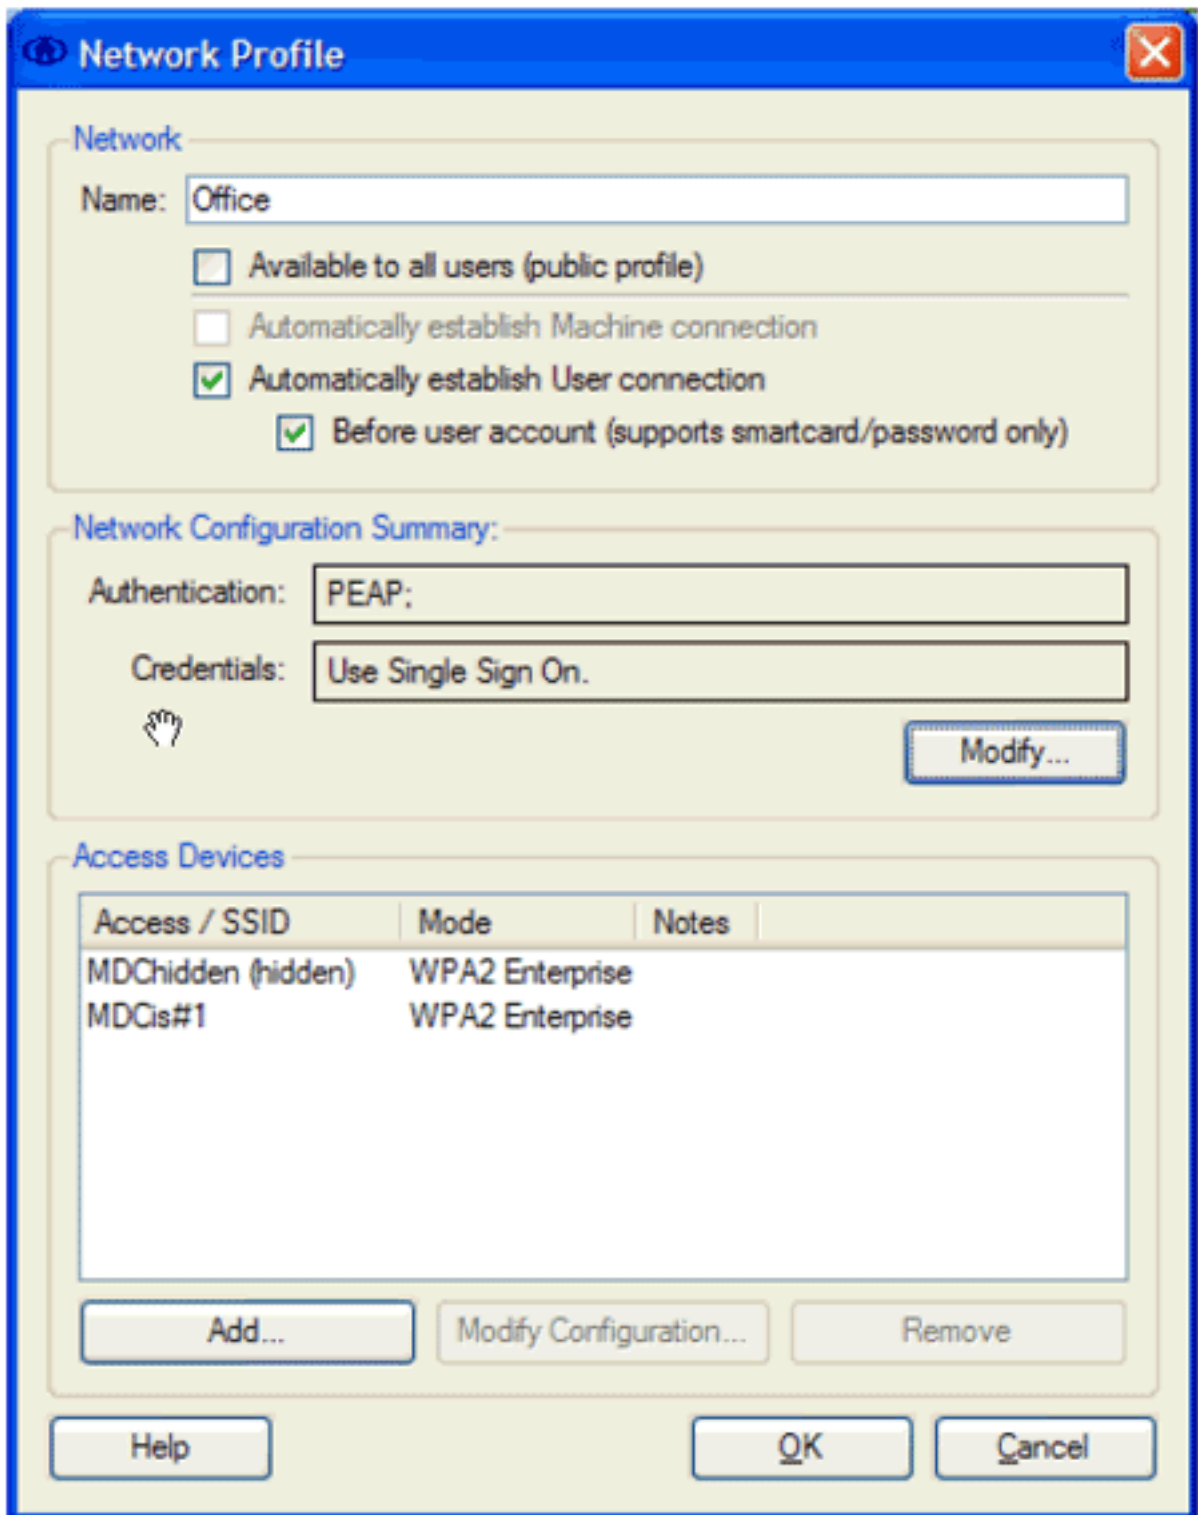 Network Profile
Network
Name: Office
Available to all users (public profile)
Automatically establish Machine connection
Automatically establish User connection
Before user account (supports smartcard/password only)
Network Configuration Summary:
Authentication: PEAP;
Credentials: Use Single Sign On.
Modify...
Access Devices
Access / SSID Mode Notes
MDChidden (hidden) WPA2 Enterprise
MDCis#1 WPA2 Enterprise
Add... Modify Configuration... Remove
Help OK Cancel